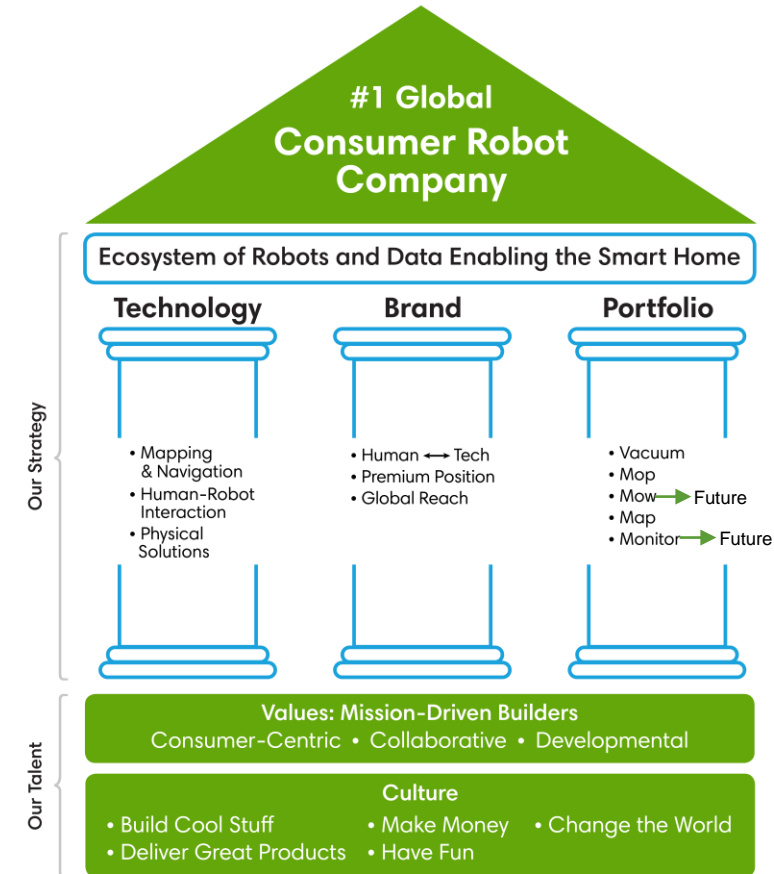 #1 Global
Consumer Robot
Company
Ecosystem of Robots and Data Enabling the Smart Home
Our Strategy
Technology
• Mapping
& Navigation
• Human-Robot
Interaction
• Physical
Solutions
Brand
• Human ↔ Tech
• Premium Position
• Global Reach
Portfolio
• Vacuum
• Mop
• Mow → Future
• Map
• Monitor → Future
Our Talent
Values: Mission-Driven Builders
Consumer-Centric • Collaborative • Developmental
Culture
• Build Cool Stuff • Make Money • Change the World
• Deliver Great Products • Have Fun